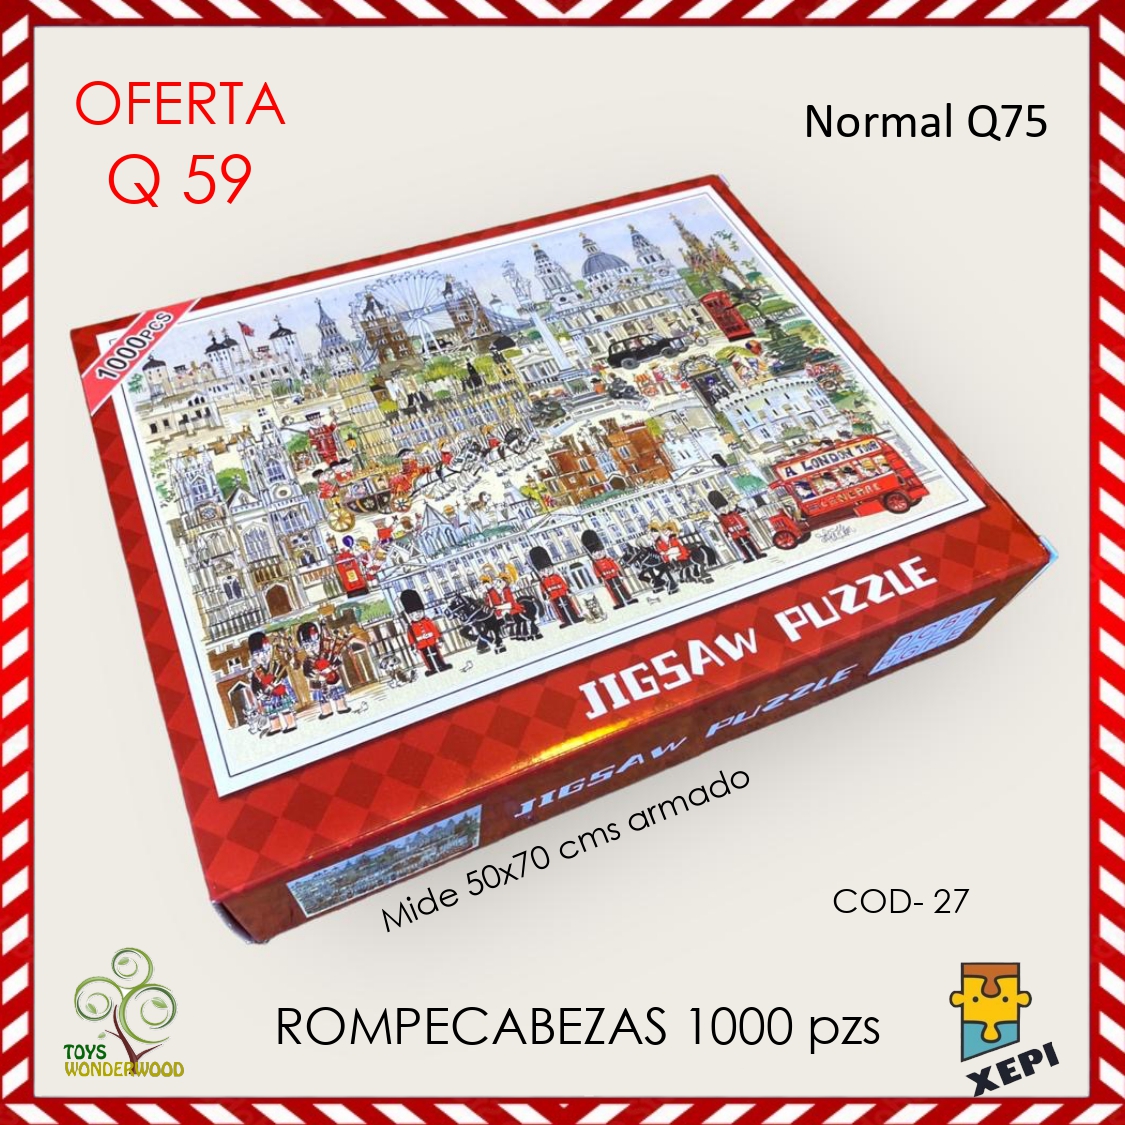 OFERTA
Q 59
Normal Q75
1000PCS
A LONDON TOUR
GENERAL
JIGSAW PUZZLE
JIGSAW PUZZLE
Mide 50x70 cms armado
COD- 27
TOYS
WONDERWOOD
ROMPECABEZAS 1000 pzs
XEPI